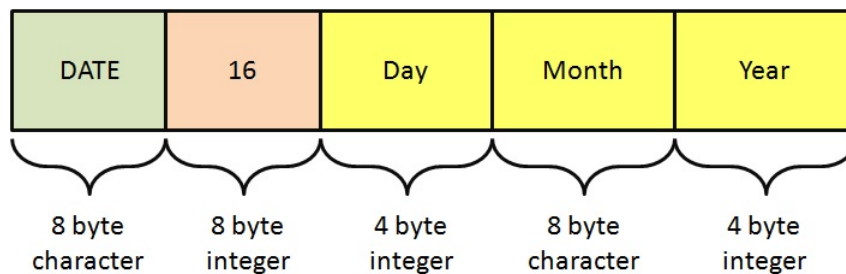 DATE 16 Day Month Year
8 byte 8 byte 4 byte 8 byte 4 byte
character integer integer character integer